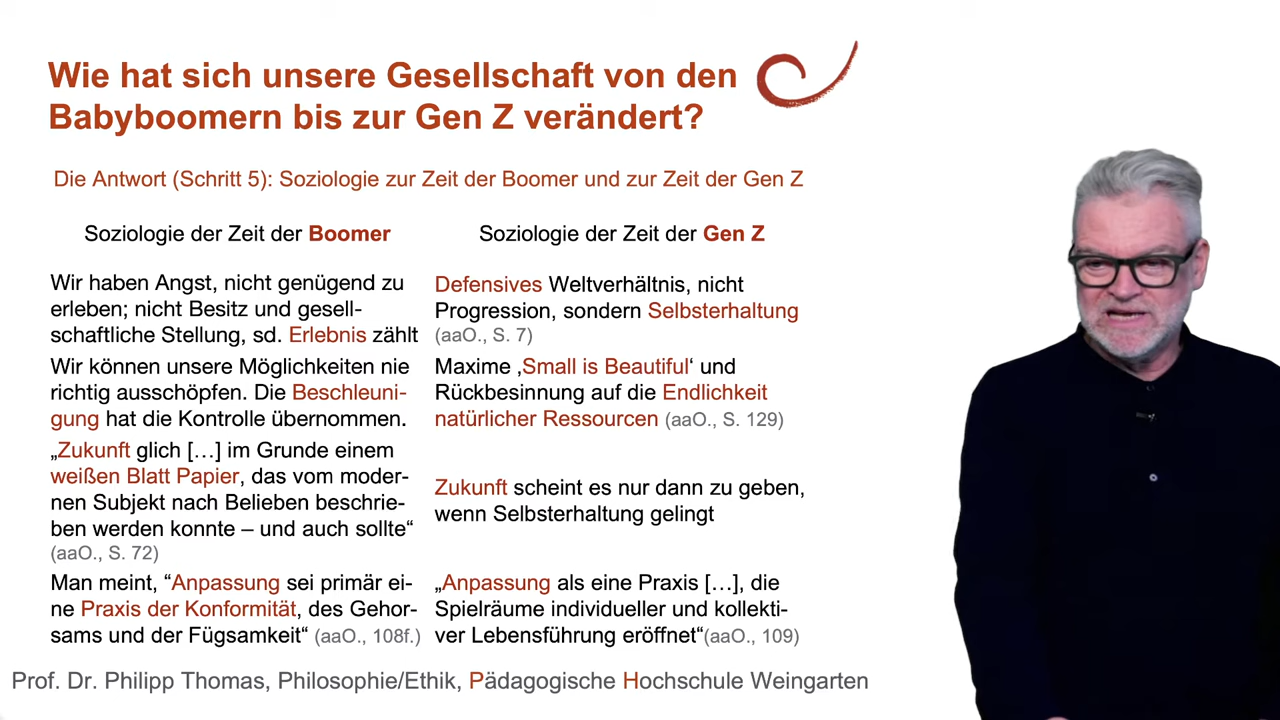 Wie hat sich unsere Gesellschaft von den
Babyboomern bis zur Gen Z verändert?
Die Antwort (Schritt 5): Soziologie zur Zeit der Boomer und zur Zeit der Gen Z
Soziologie der Zeit der Boomer
Wir haben Angst, nicht genügend zu
erleben; nicht Besitz und gesell-
schaftliche Stellung, sd. Erlebnis zählt
Wir können unsere Möglichkeiten nie
richtig ausschöpfen. Die Beschleuni-
gung hat die Kontrolle übernommen.
„Zukunft glich […] im Grunde einem
weißen Blatt Papier, das vom moder-
nen Subjekt nach Belieben beschrie-
ben werden konnte – und auch sollte“
(aaO., S. 72)
Man meint, “Anpassung sei primär ei-
ne Praxis der Konformität, des Gehor-
sams und der Fügsamkeit“ (aaO., 108f.)
Soziologie der Zeit der Gen Z
Defensives Weltverhältnis, nicht
Progression, sondern Selbsterhaltung
(aaO., S. 7)
Maxime ‚Small is Beautiful‘ und
Rückbesinnung auf die Endlichkeit
natürlicher Ressourcen (aaO., S. 129)
Zukunft scheint es nur dann zu geben,
wenn Selbsterhaltung gelingt
„Anpassung als eine Praxis […], die
Spielräume individueller und kollekti-
ver Lebensführung eröffnet“(aaO., 109)
Prof. Dr. Philipp Thomas, Philosophie/Ethik, Pädagogische Hochschule Weingarten